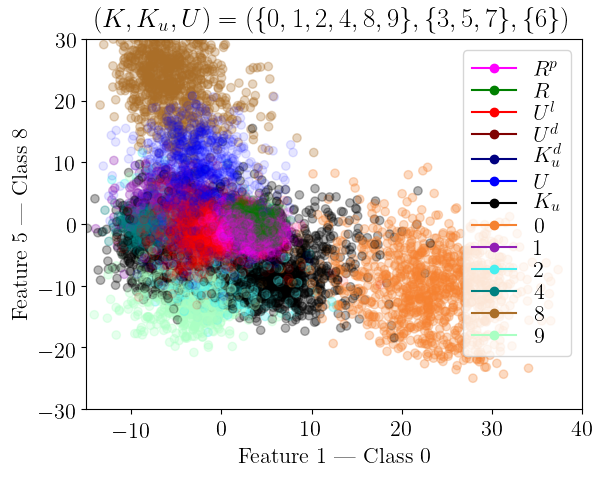 (K, K_u, U) = ({0, 1, 2, 4, 8, 9}, {3, 5, 7}, {6})
30
20
10
0
−10
−20
−30
Feature 5 — Class 8
−10 0 10 20 30 40
Feature 1 — Class 0
R^p
R
U^l
U^d
K_u^d
U
K_u
0
1
2
4
8
9